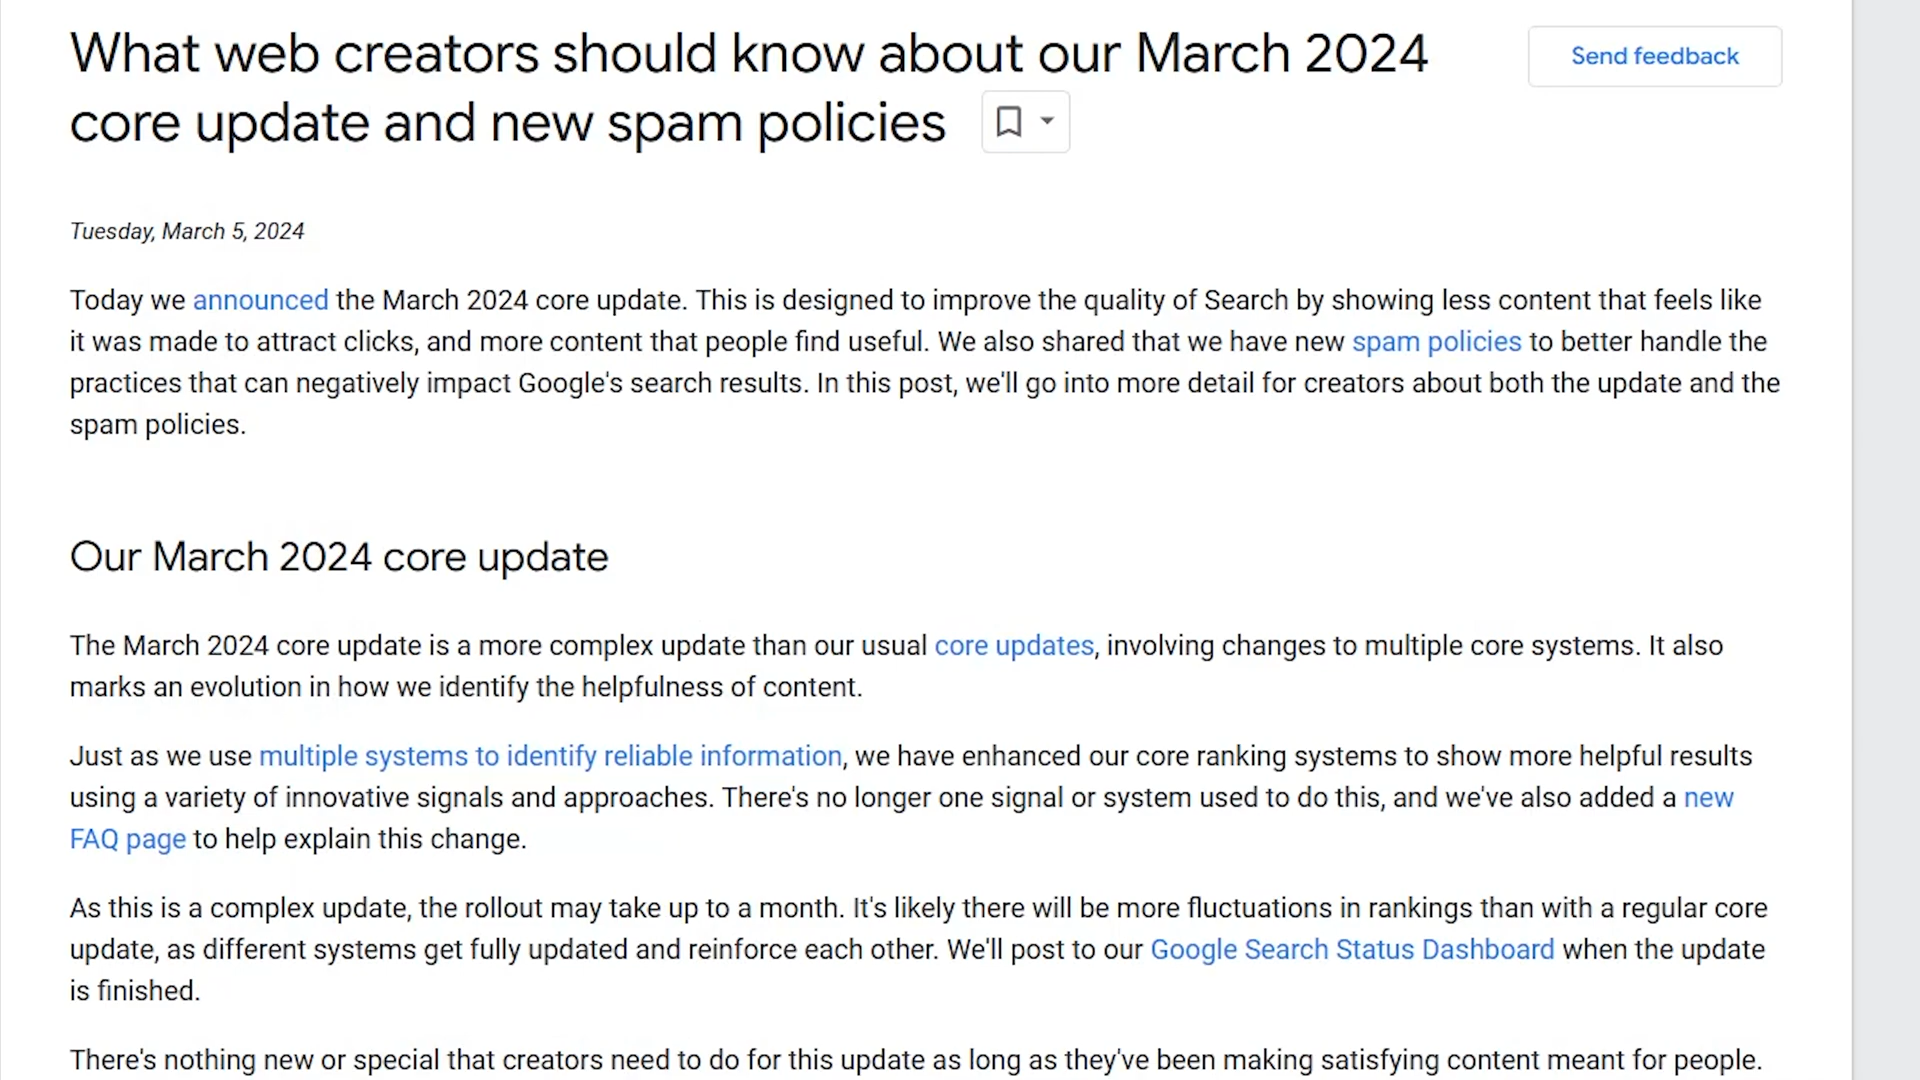 What web creators should know about our March 2024
core update and new spam policies
Send feedback
Tuesday, March 5, 2024
Today we announced the March 2024 core update. This is designed to improve the quality of Search by showing less content that feels like
it was made to attract clicks, and more content that people find useful. We also shared that we have new spam policies to better handle the
practices that can negatively impact Google's search results. In this post, we'll go into more detail for creators about both the update and the
spam policies.
Our March 2024 core update
The March 2024 core update is a more complex update than our usual core updates, involving changes to multiple core systems. It also
marks an evolution in how we identify the helpfulness of content.
Just as we use multiple systems to identify reliable information, we have enhanced our core ranking systems to show more helpful results
using a variety of innovative signals and approaches. There's no longer one signal or system used to do this, and we've also added a new
FAQ page to help explain this change.
As this is a complex update, the rollout may take up to a month. It's likely there will be more fluctuations in rankings than with a regular core
update, as different systems get fully updated and reinforce each other. We'll post to our Google Search Status Dashboard when the update
is finished.
There's nothing new or special that creators need to do for this update as long as they've been making satisfying content meant for people.